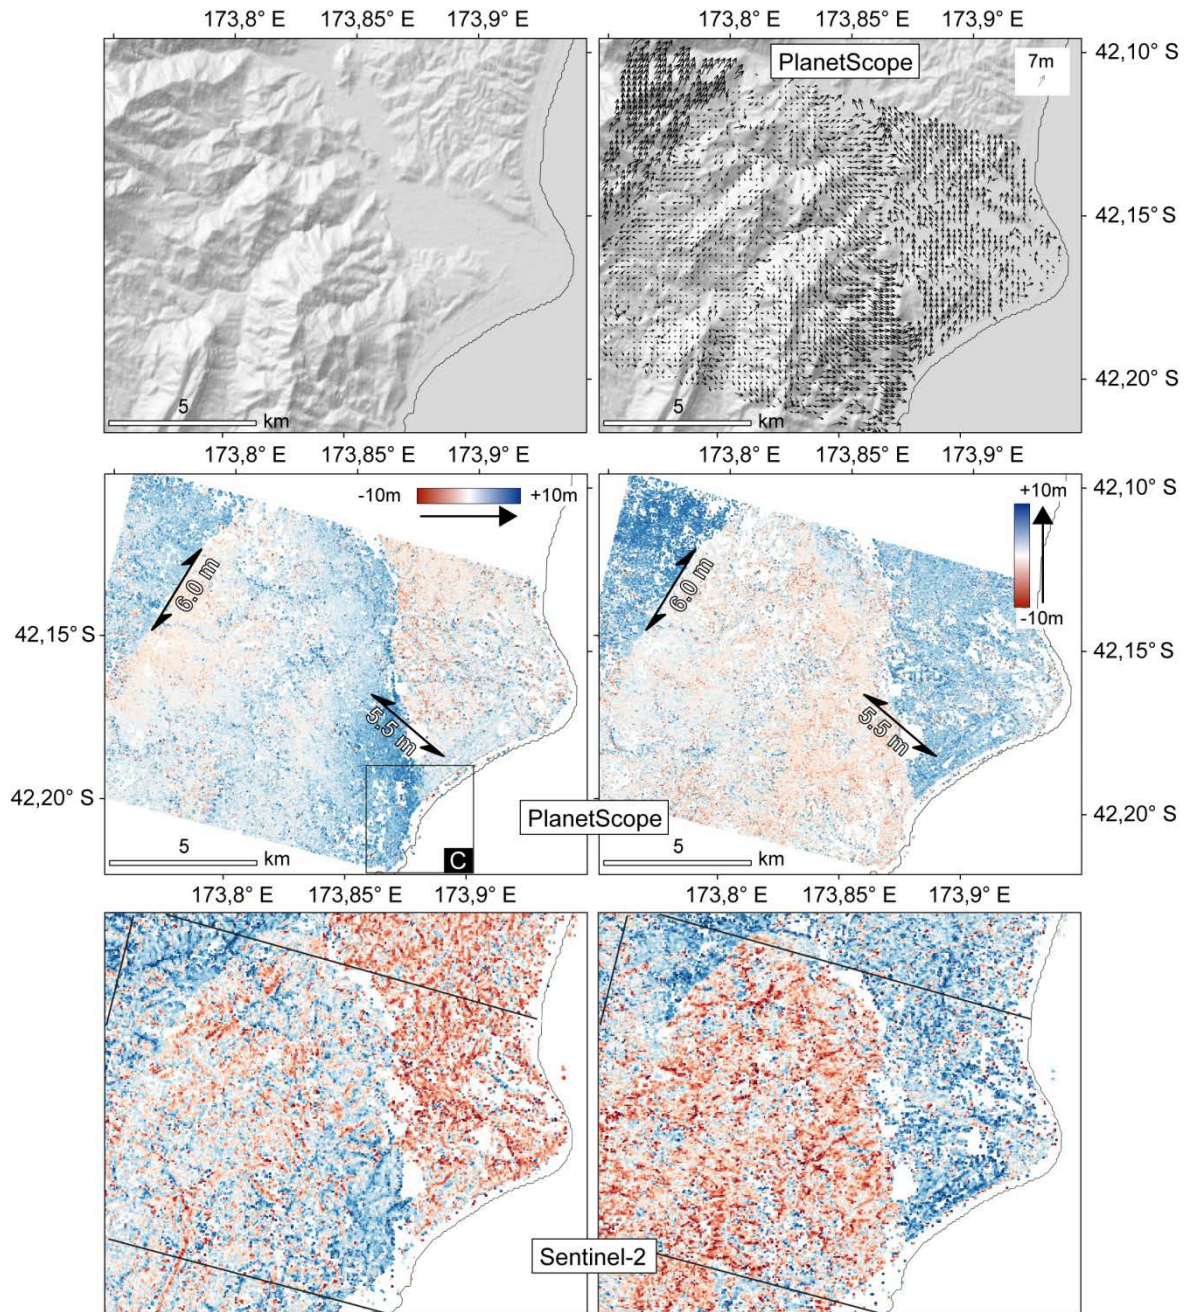 173,8° E 173,85° E 173,9° E 173,8° E 173,85° E 173,9° E
PlanetScope
7m
42,10° S
42,15° S
42,20° S
5
km
5
km
173,8° E 173,85° E 173,9° E 173,8° E 173,85° E 173,9° E
-10m +10m
+10m
-10m
42,10° S
6.0 m
6.0 m
42,15° S
42,15° S
5.5 m
5.5 m
42,20° S
42,20° S
PlanetScope
5
km
C
5
km
173,8° E 173,85° E 173,9° E 173,8° E 173,85° E 173,9° E
Sentinel-2